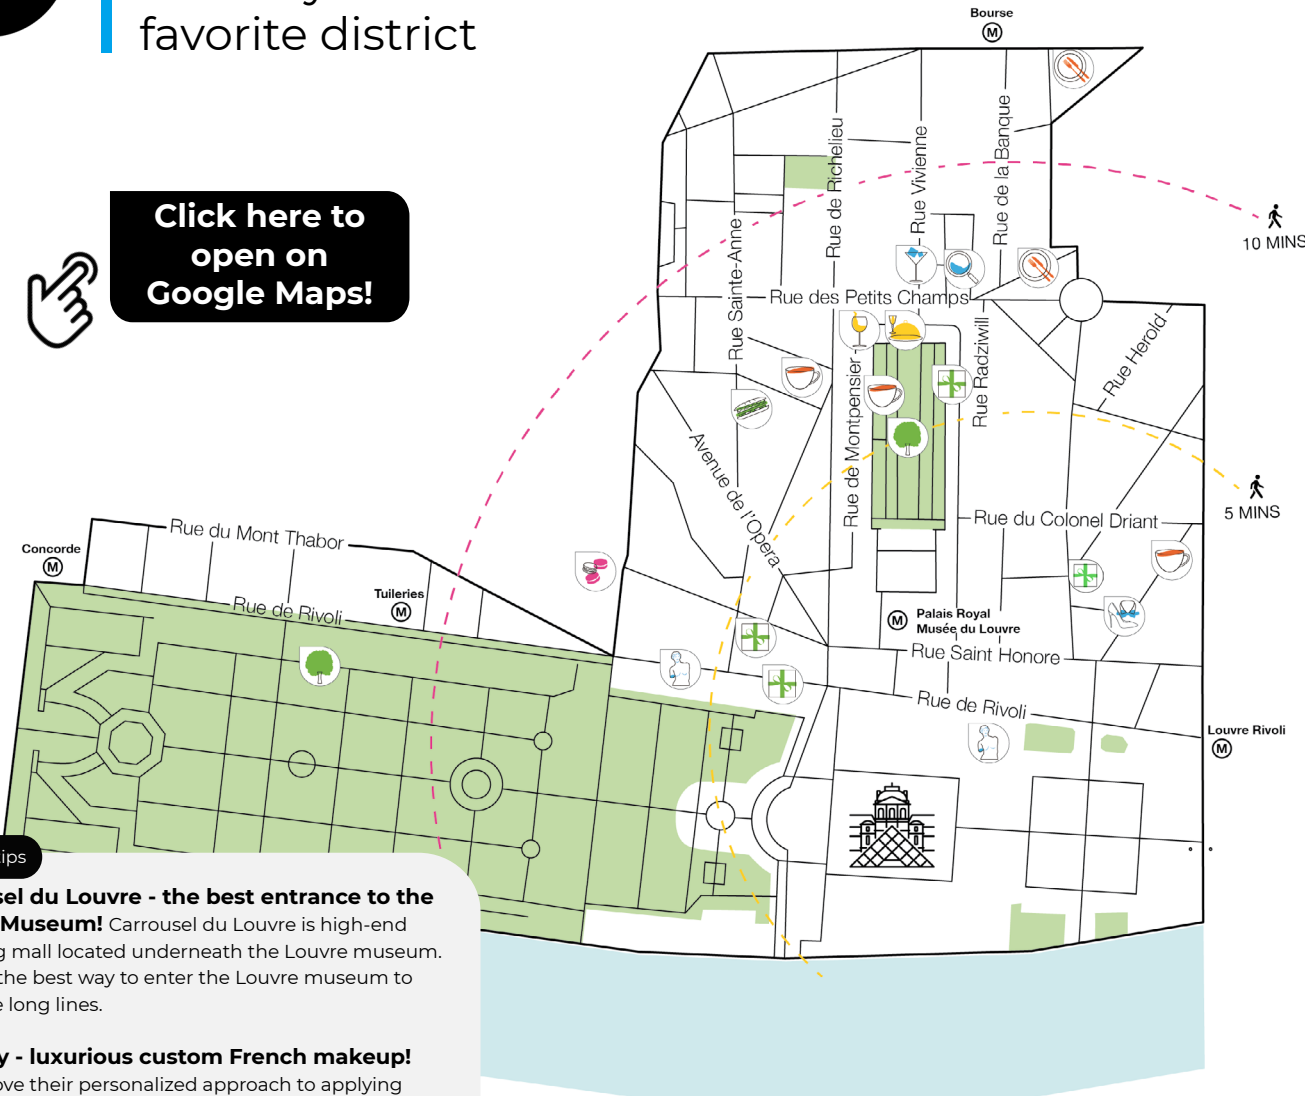 favorite district
Click here to
open on
Google Maps!
Bourse
M
Rue de Richelieu
Rue Vivienne
Rue de la Banque
10 MINS
Rue Sainte-Anne
Rue des Petits Champs
Rue Radziwill
Rue Herold
Rue de Montpensier
Avenue de l'Opera
5 MINS
Rue du Colonel Driant
Rue du Mont Thabor
Concorde
M
Tuileries
M
Rue de Rivoli
M
Palais Royal
Musée du Louvre
Rue Saint Honore
Rue de Rivoli
Louvre Rivoli
M
tips
du Louvre - the best entrance to the
Museum! Carrousel du Louvre is high-end
mall located underneath the Louvre museum.
the best way to enter the Louvre museum to
long lines.
- luxurious custom French makeup!
their personalized approach to applying